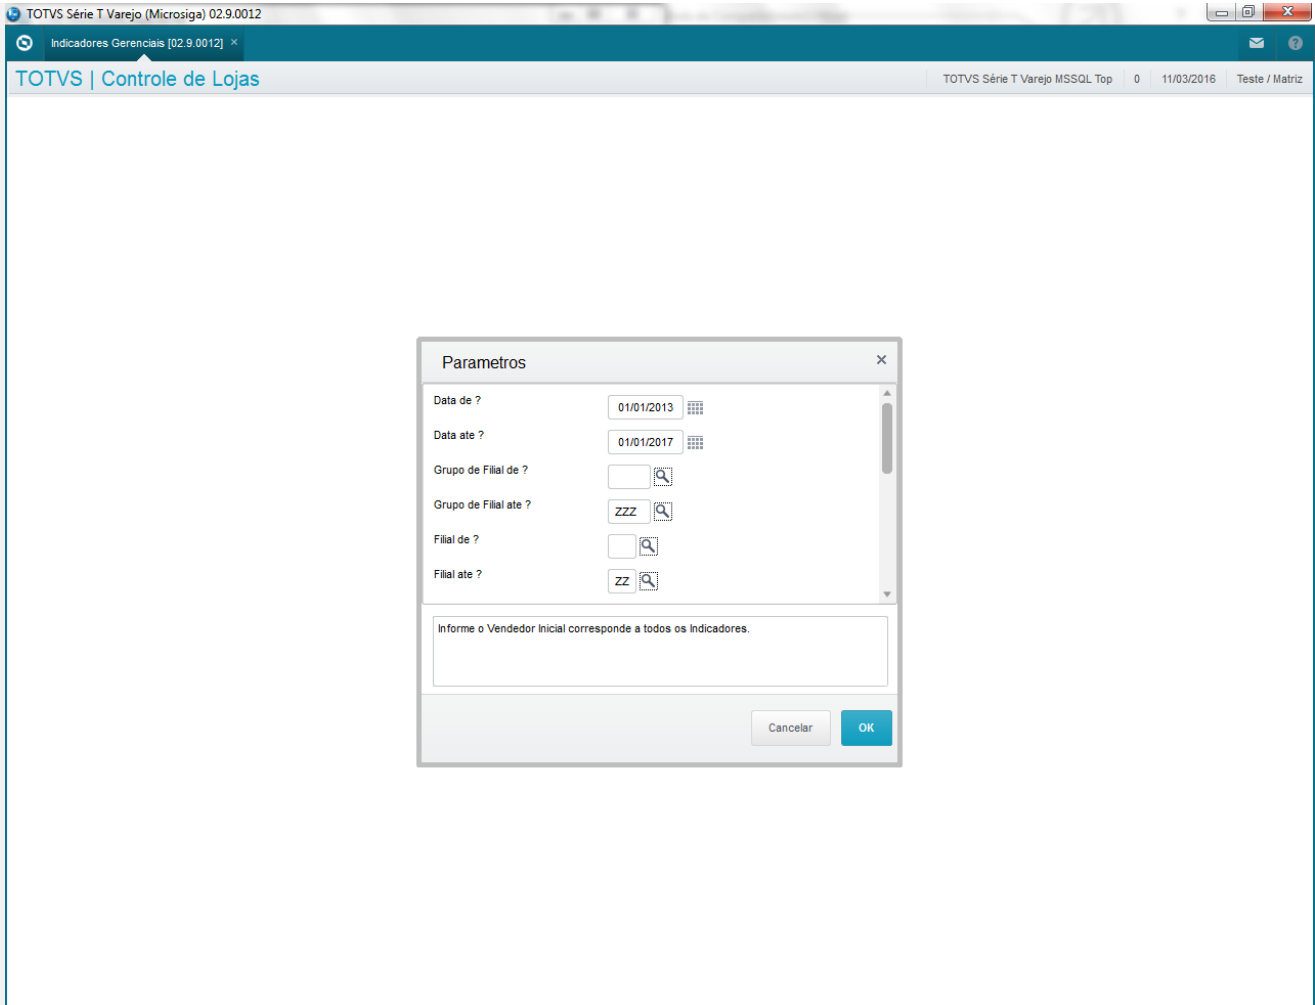 TOTVS Série T Varejo (Microsiga) 02.9.0012
Indicadores Gerenciais [02.9.0012] ×
TOTVS | Controle de Lojas
TOTVS Série T Varejo MSSQL Top 0 11/03/2016 Teste / Matriz
Parametros
Data de ? 01/01/2013
Data ate ? 01/01/2017
Grupo de Filial de ?
Grupo de Filial ate ? ZZZ
Filial de ?
Filial ate ? ZZ
Informe o Vendedor Inicial corresponde a todos os Indicadores.
Cancelar OK